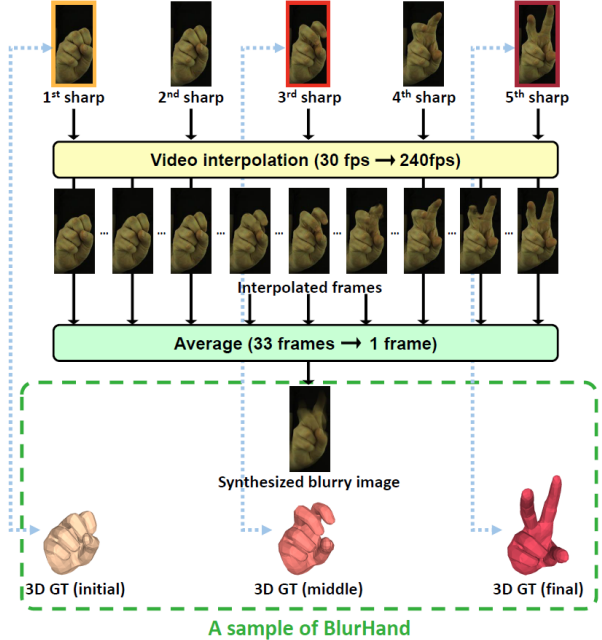 1st sharp 2nd sharp 3rd sharp 4th sharp 5th sharp
Video interpolation (30 fps → 240fps)
... ... ... ... ... ... ... ...
Interpolated frames
Average (33 frames → 1 frame)
Synthesized blurry image
3D GT (initial) 3D GT (middle) 3D GT (final)
A sample of BlurHand